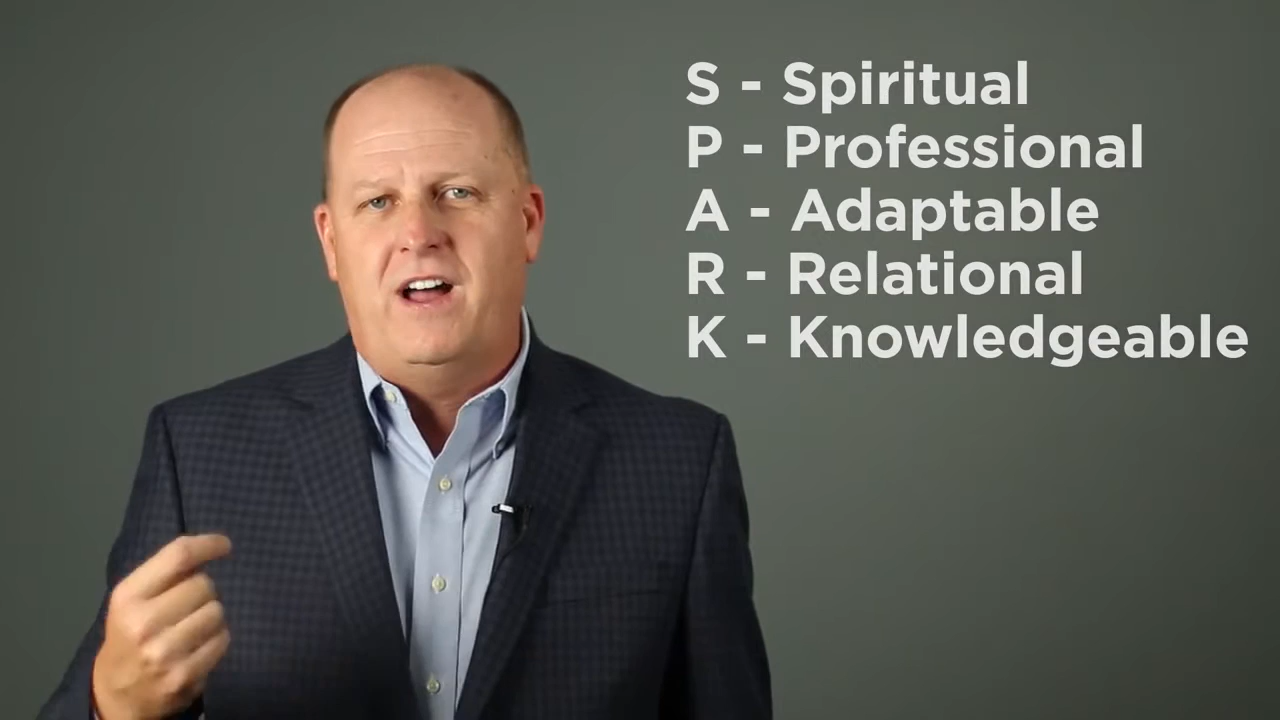 S - Spiritual
P - Professional
A - Adaptable
R - Relational
K - Knowledgeable